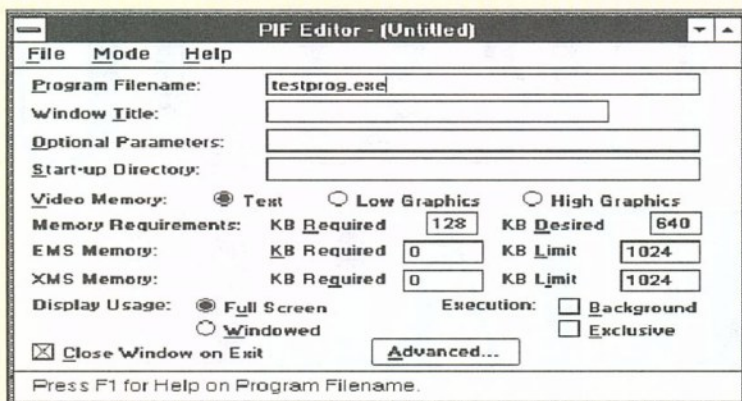 PIF Editor - (Untitled)
File Mode Help
Program Filename: testprog.exe
Window Title:
Optional Parameters:
Start-up Directory:
Video Memory: Text Low Graphics High Graphics
Memory Requirements: KB Required 128 KB Desired 640
EMS Memory: KB Required 0 KB Limit 1024
XMS Memory: KB Required 0 KB Limit 1024
Display Usage: Full Screen Execution: Background
Windowed Exclusive
Close Window on Exit Advanced...
Press F1 for Help on Program Filename.